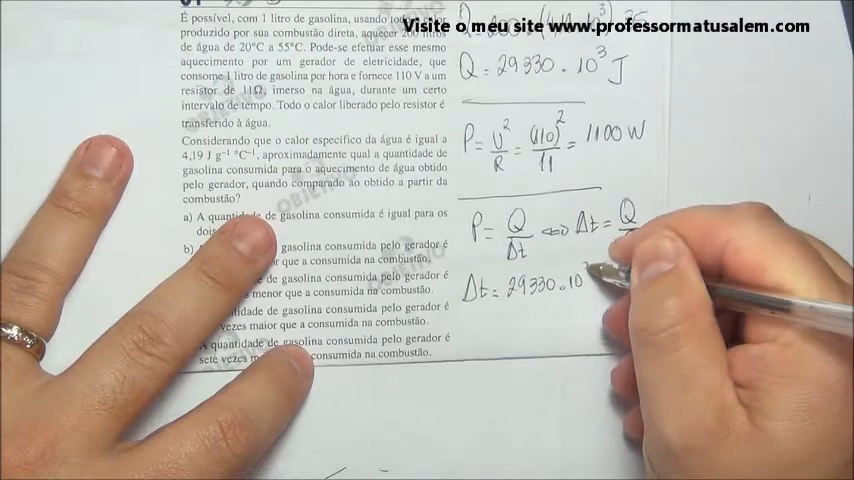 Visite o meu site www.professormatusalem.com
É possível, com 1 litro de gasolina, usando todo o calor
produzido por sua combustão direta, aquecer 200 litros
de água de 20°C a 55°C. Pode-se efetuar esse mesmo
aquecimento por um gerador de eletricidade, que
consome 1 litro de gasolina por hora e fornece 110 V a um
resistor de 11Ω, imerso na água, durante um certo
intervalo de tempo. Todo o calor liberado pelo resistor é
transferido à água.
Considerando que o calor específico da água é igual a
4,19 J g⁻¹ °C⁻¹, aproximadamente qual a quantidade de
gasolina consumida para o aquecimento de água obtido
pelo gerador, quando comparado ao obtido a partir da
combustão?
a) A quantidade de gasolina consumida é igual para os
b) gasolina consumida pelo gerador é
que a consumida na combustão.
de gasolina consumida pelo gerador é
menor que a consumida na combustão.
de gasolina consumida pelo gerador é
vezes maior que a consumida na combustão.
A quantidade de gasolina consumida pelo gerador é
sete vezes consumida na combustão.
OBJETIVO
Q = 29330 . 10³ J
P = U²/R = (110)²/11 = 1100 W
P = Q/Δt ⇔ Δt = Q
Δt = 29330 . 10